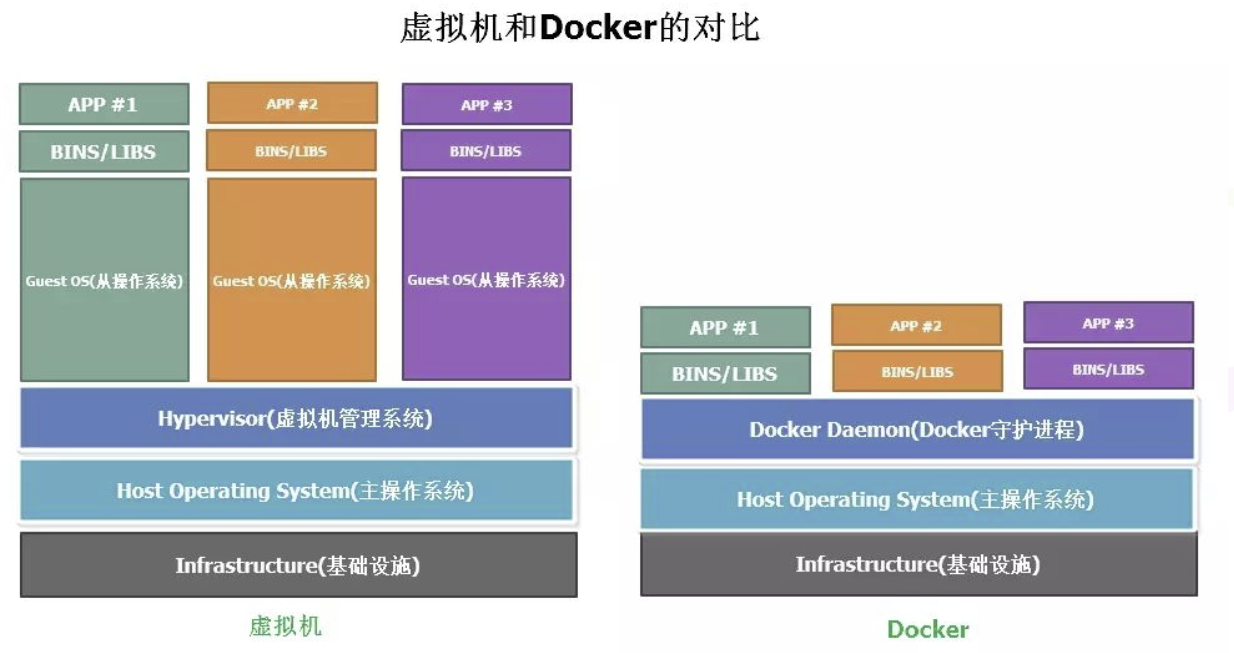 虚拟机和Docker的对比
APP #1
APP #2
APP #3
BINS/LIBS
BINS/LIBS
BINS/LIBS
Guest OS(从操作系统)
Guest OS(从操作系统)
Guest OS(从操作系统)
Hypervisor(虚拟机管理系统)
Host Operating System(主操作系统)
Infrastructure(基础设施)
虚拟机
APP #1
APP #2
APP #3
BINS/LIBS
BINS/LIBS
BINS/LIBS
Docker Daemon(Docker守护进程)
Host Operating System(主操作系统)
Infrastructure(基础设施)
Docker